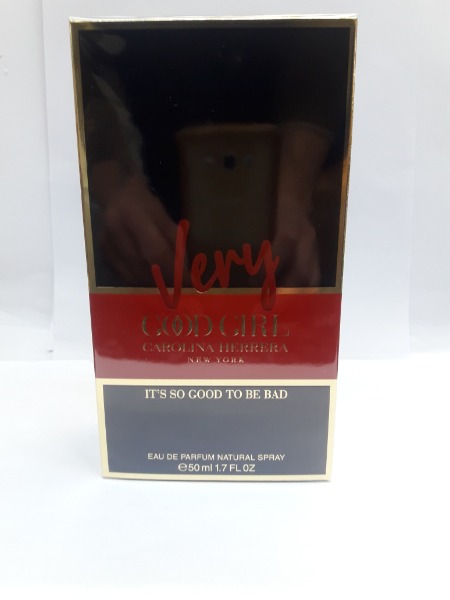 Very
GOOD GIRL
CAROLINA HERRERA
NEW YORK
IT'S SO GOOD TO BE BAD
EAU DE PARFUM NATURAL SPRAY
℮50 ml 1.7 FL OZ